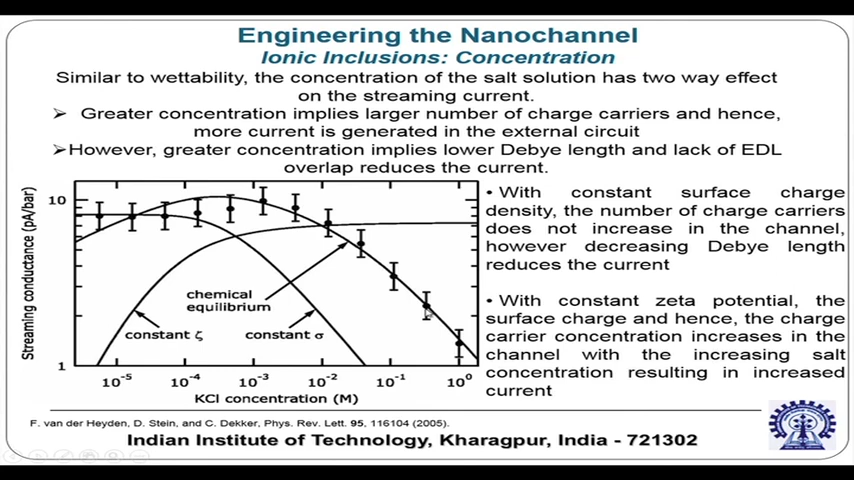 Engineering the Nanochannel
Ionic Inclusions: Concentration
Similar to wettability, the concentration of the salt solution has two way effect
on the streaming current.
➢ Greater concentration implies larger number of charge carriers and hence,
more current is generated in the external circuit
➢However, greater concentration implies lower Debye length and lack of EDL
overlap reduces the current.
Streaming conductance (pA/bar)
10
1
chemical
equilibrium
constant ζ
constant σ
10⁻⁵ 10⁻⁴ 10⁻³ 10⁻² 10⁻¹ 10⁰
KCl concentration (M)
• With constant surface charge
density, the number of charge carriers
does not increase in the channel,
however decreasing Debye length
reduces the current
• With constant zeta potential, the
surface charge and hence, the charge
carrier concentration increases in the
channel with the increasing salt
concentration resulting in increased
current
F. van der Heyden, D. Stein, and C. Dekker, Phys. Rev. Lett. 95, 116104 (2005).
Indian Institute of Technology, Kharagpur, India - 721302